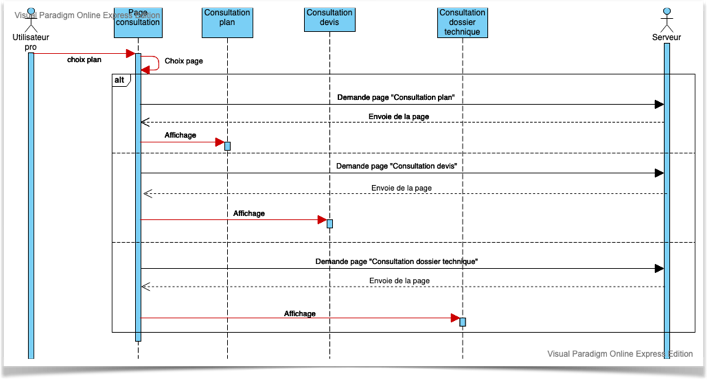 Visual Paradigm Online Express Edition
Utilisateur
pro
Page
consultation
Consultation
plan
Consultation
devis
Consultation
dossier
technique
Serveur
choix plan
Choix page
alt
Demande page "Consultation plan"
Envoie de la page
Affichage
Demande page "Consultation devis"
Envoie de la page
Affichage
Demande page "Consultation dossier technique"
Envoie de la page
Affichage
Visual Paradigm Online Express Edition